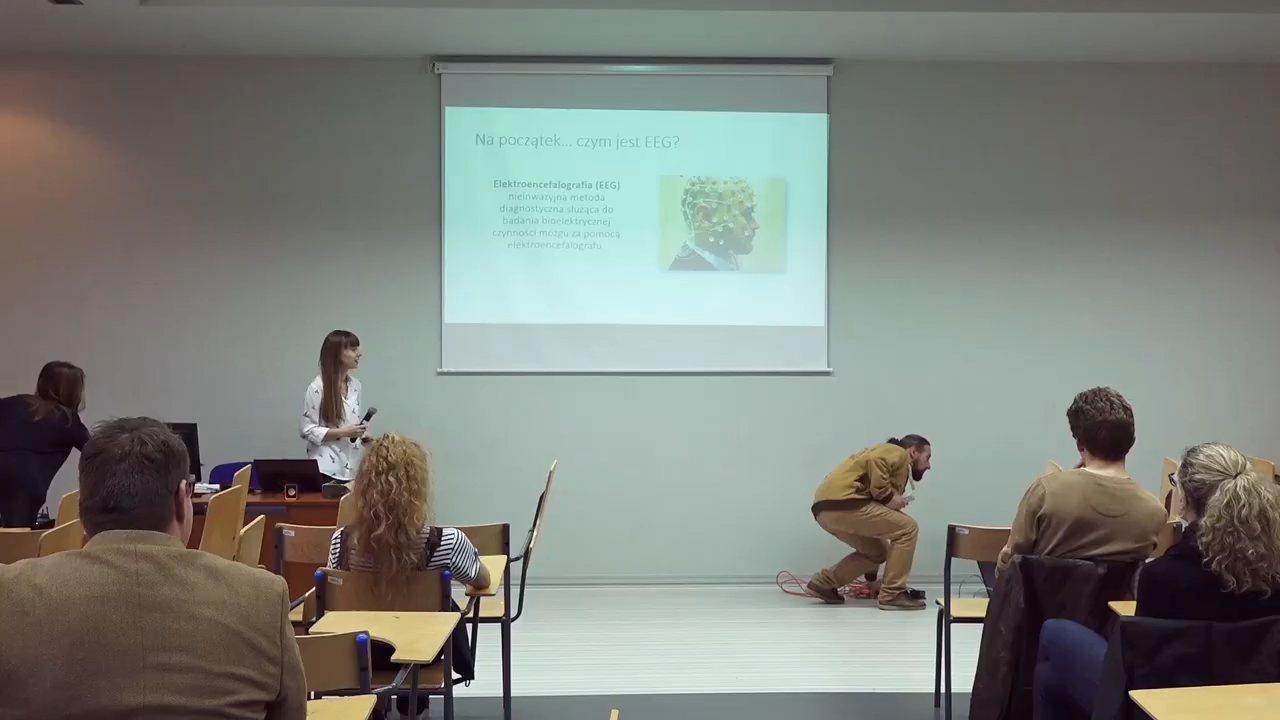 Na początek... czym jest EEG?
Elektroencefalografia (EEG)
nieinwazyjna metoda
diagnostyczna służąca do
badania bioelektrycznej
czynności mózgu za pomocą
elektroencefalografu